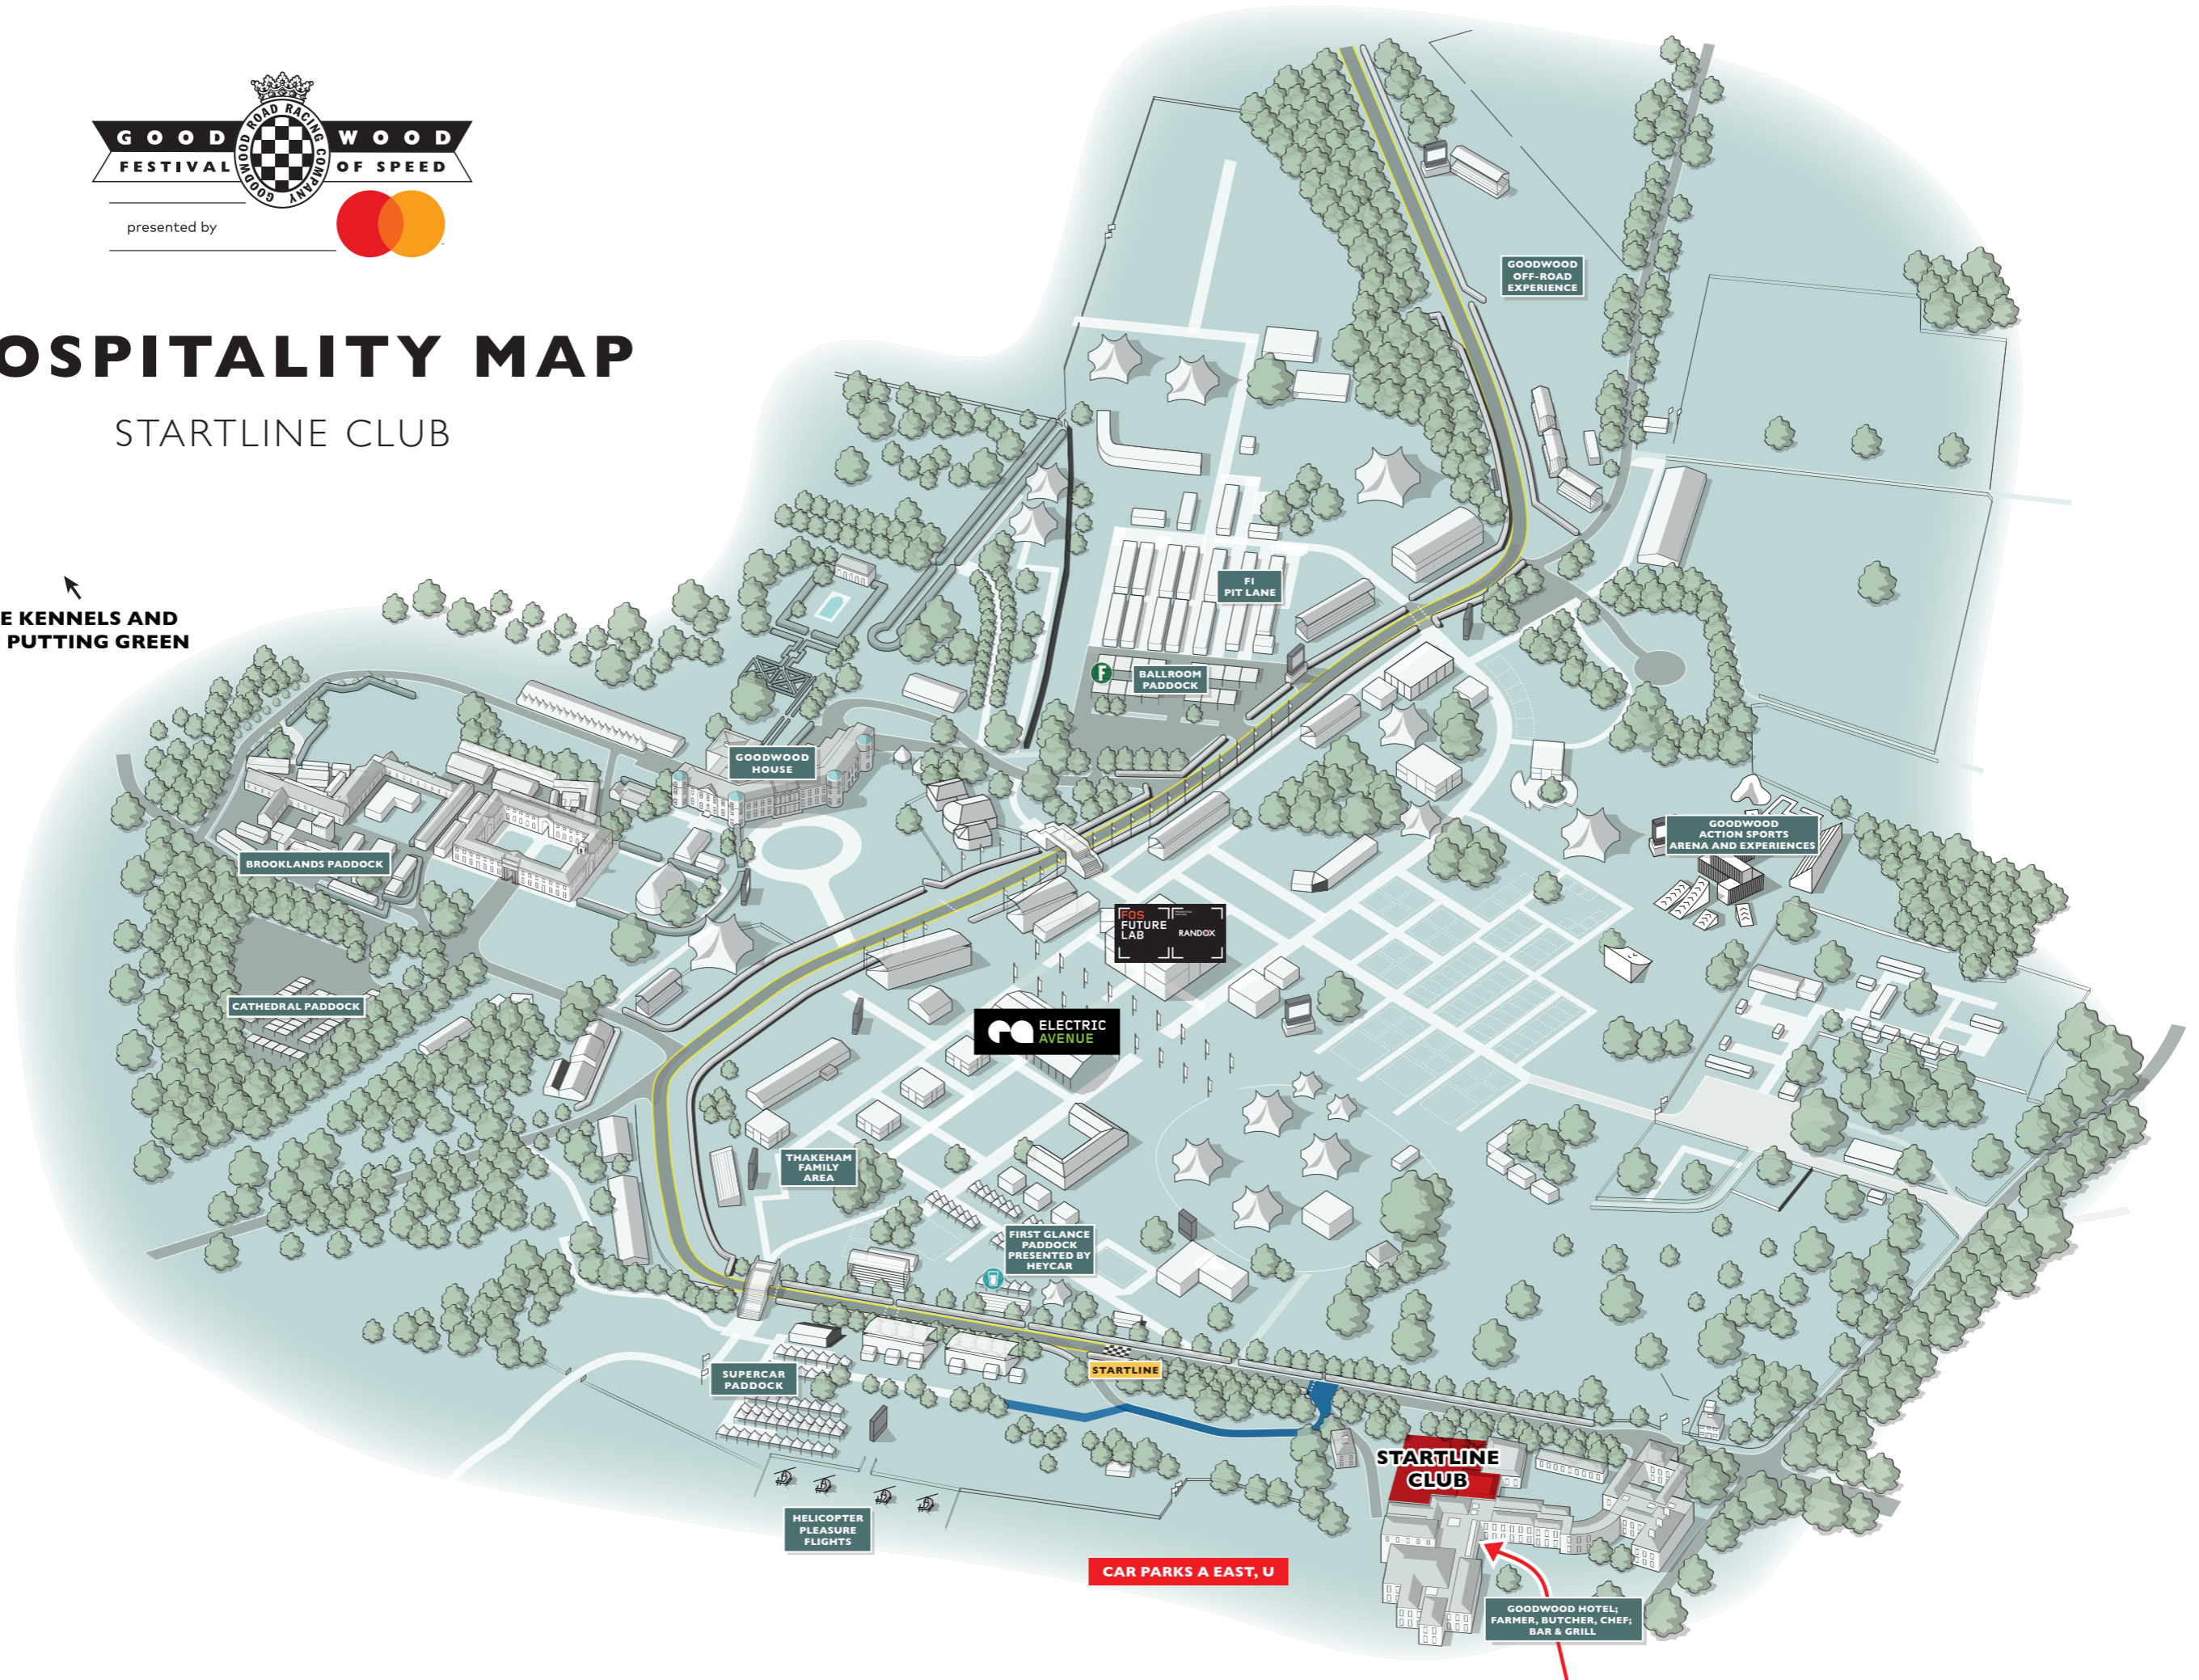 GOODWOOD
FESTIVAL OF SPEED
GOODWOOD ROAD RACING COMPANY
presented by
OSPITALITY MAP
STARTLINE CLUB
E KENNELS AND
PUTTING GREEN
GOODWOOD
OFF-ROAD
EXPERIENCE
F1
PIT LANE
F
BALLROOM
PADDOCK
GOODWOOD
HOUSE
GOODWOOD
ACTION SPORTS
ARENA AND EXPERIENCES
BROOKLANDS PADDOCK
FOS
FUTURE
LAB
RANDOX
CATHEDRAL PADDOCK
ELECTRIC
AVENUE
THAKEHAM
FAMILY
AREA
FIRST GLANCE
PADDOCK
PRESENTED BY
HEYCAR
STARTLINE
SUPERCAR
PADDOCK
STARTLINE
CLUB
HELICOPTER
PLEASURE
FLIGHTS
CAR PARKS A EAST, U
GOODWOOD HOTEL;
FARMER, BUTCHER, CHEF;
BAR & GRILL